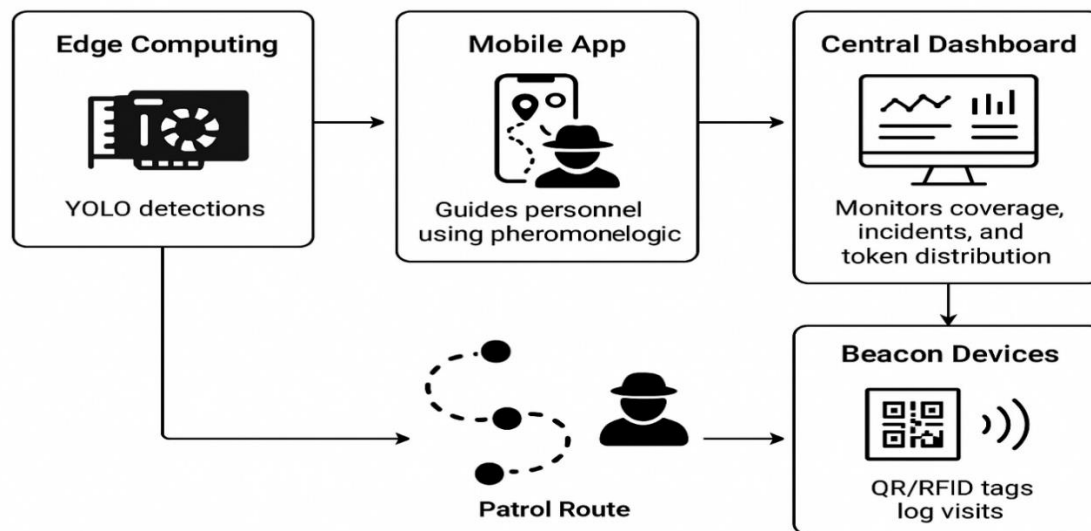 Edge Computing
YOLO detections
Mobile App
Guides personnel
using pheromonelogic
Central Dashboard
Monitors coverage,
incidents, and
token distribution
Patrol Route
Beacon Devices
QR/RFID tags
log visits